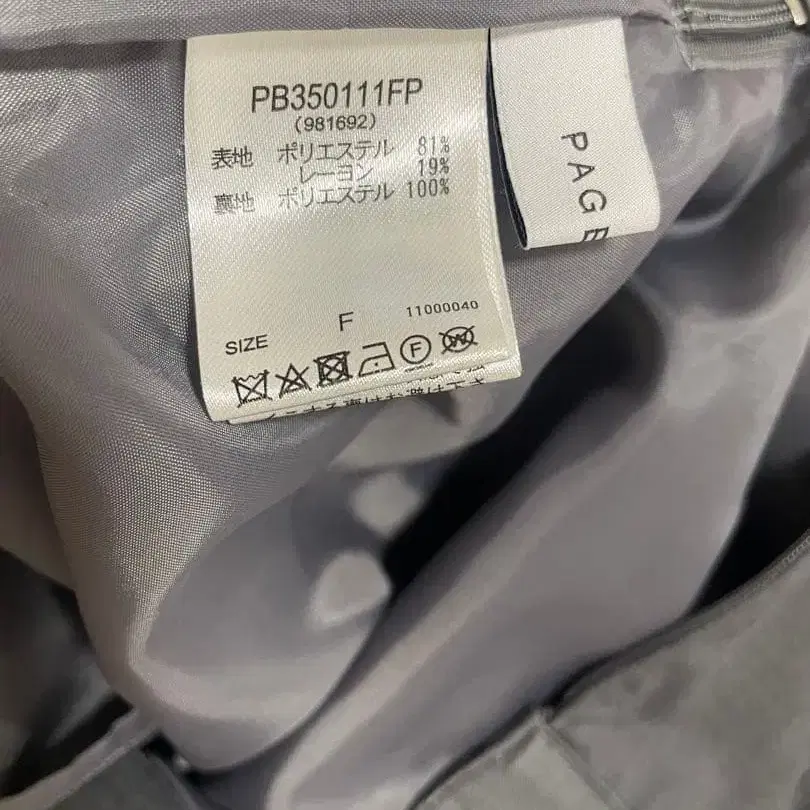 PB350111FP
(981692)
表地 ポリエステル 81%
レーヨン 19%
裏地 ポリエステル 100%
11000040
SIZE F
F W
PAGE